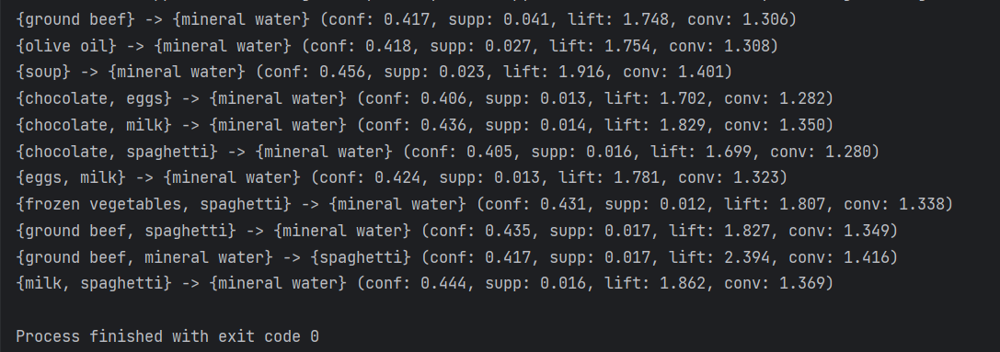 {ground beef} -> {mineral water} (conf: 0.417, supp: 0.041, lift: 1.748, conv: 1.306)
{olive oil} -> {mineral water} (conf: 0.418, supp: 0.027, lift: 1.754, conv: 1.308)
{soup} -> {mineral water} (conf: 0.456, supp: 0.023, lift: 1.916, conv: 1.401)
{chocolate, eggs} -> {mineral water} (conf: 0.406, supp: 0.013, lift: 1.702, conv: 1.282)
{chocolate, milk} -> {mineral water} (conf: 0.436, supp: 0.014, lift: 1.829, conv: 1.350)
{chocolate, spaghetti} -> {mineral water} (conf: 0.405, supp: 0.016, lift: 1.699, conv: 1.280)
{eggs, milk} -> {mineral water} (conf: 0.424, supp: 0.013, lift: 1.781, conv: 1.323)
{frozen vegetables, spaghetti} -> {mineral water} (conf: 0.431, supp: 0.012, lift: 1.807, conv: 1.338)
{ground beef, spaghetti} -> {mineral water} (conf: 0.435, supp: 0.017, lift: 1.827, conv: 1.349)
{ground beef, mineral water} -> {spaghetti} (conf: 0.417, supp: 0.017, lift: 2.394, conv: 1.416)
{milk, spaghetti} -> {mineral water} (conf: 0.444, supp: 0.016, lift: 1.862, conv: 1.369)
Process finished with exit code 0